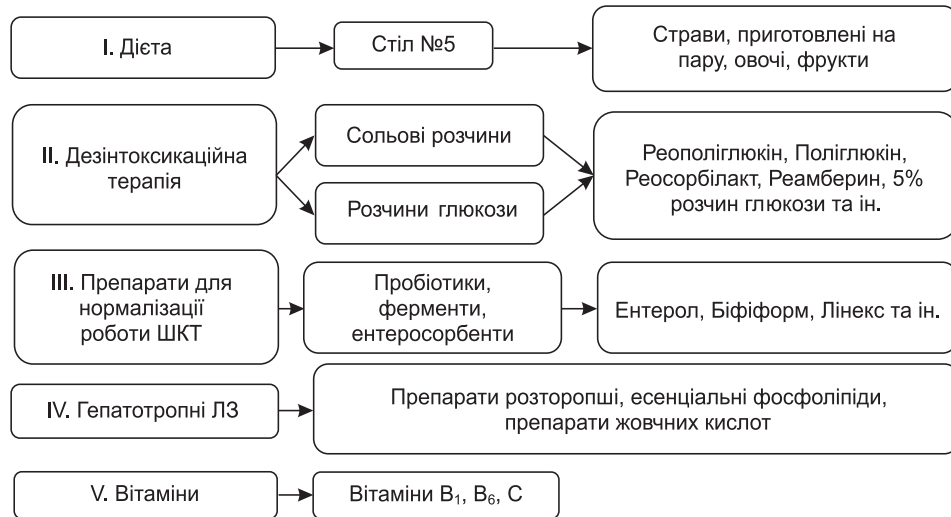 I. Дієта
Стіл №5
Страви, приготовлені на
пару, овочі, фрукти
II. Дезінтоксикаційна
терапія
Сольові розчини
Розчини глюкози
Реополіглюкін, Поліглюкін,
Реосорбілакт, Реамберин, 5%
розчин глюкози та ін.
III. Препарати для
нормалізації
роботи ШКТ
Пробіотики,
ферменти,
ентеросорбенти
Ентерол, Біфіформ, Лінекс та ін.
IV. Гепатотропні ЛЗ
Препарати розторопші, есенціальні фосфоліпіди,
препарати жовчних кислот
V. Вітаміни
Вітаміни B₁, B₆, C